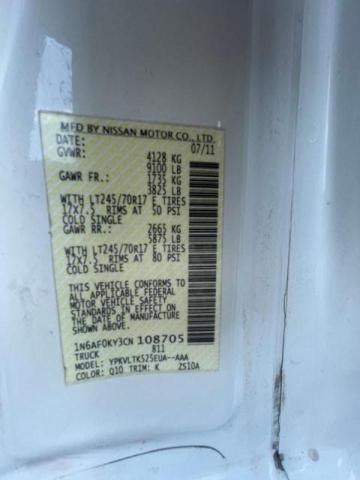 MFD BY NISSAN MOTOR CO., LTD.
DATE: 07/11
GVWR: 4128 KG
9100 LB
GAWR FR.: 1735 KG
3825 LB
WITH LT245/70R17 E TIRES
17X7.5 RIMS AT 50 PSI
COLD SINGLE
GAWR RR.: 2665 KG
5875 LB
WITH LT245/70R17 E TIRES
17X7.5 RIMS AT 80 PSI
COLD SINGLE
THIS VEHICLE CONFORMS TO
ALL APPLICABLE FEDERAL
MOTOR VEHICLE SAFETY
STANDARDS IN EFFECT ON
THE DATE OF MANUFACTURE
SHOWN ABOVE.
1N6AF0KY3CN 108705
TRUCK 811
MODEL: YPKVLTKS25EUA--AAA
COLOR: Q10 TRIM: K ZS10A